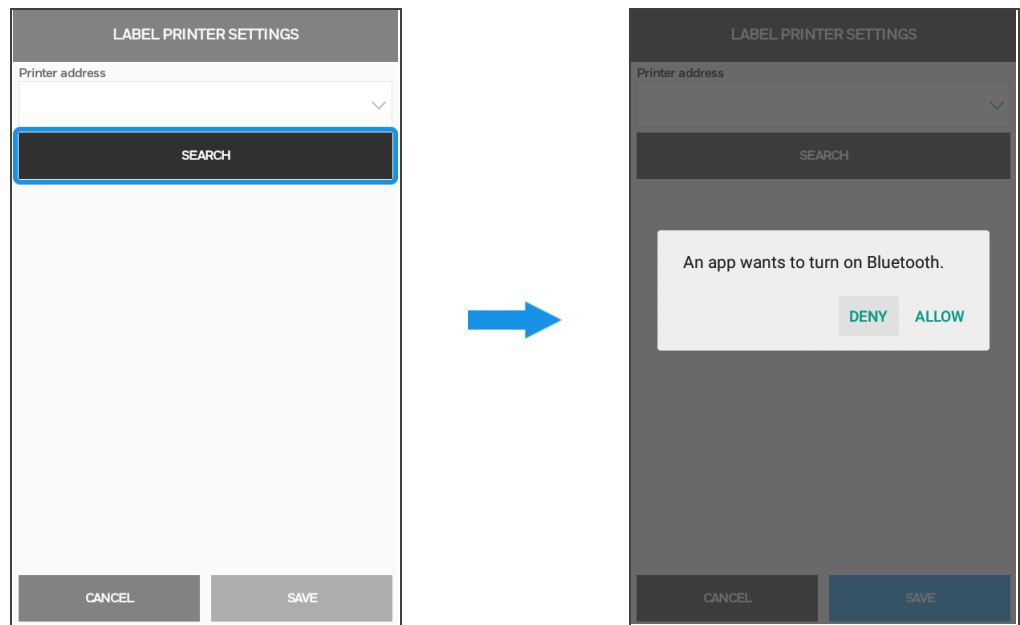 LABEL PRINTER SETTINGS
Printer address
SEARCH
CANCEL SAVE
LABEL PRINTER SETTINGS
Printer address
SEARCH
An app wants to turn on Bluetooth.
DENY ALLOW
CANCEL SAVE